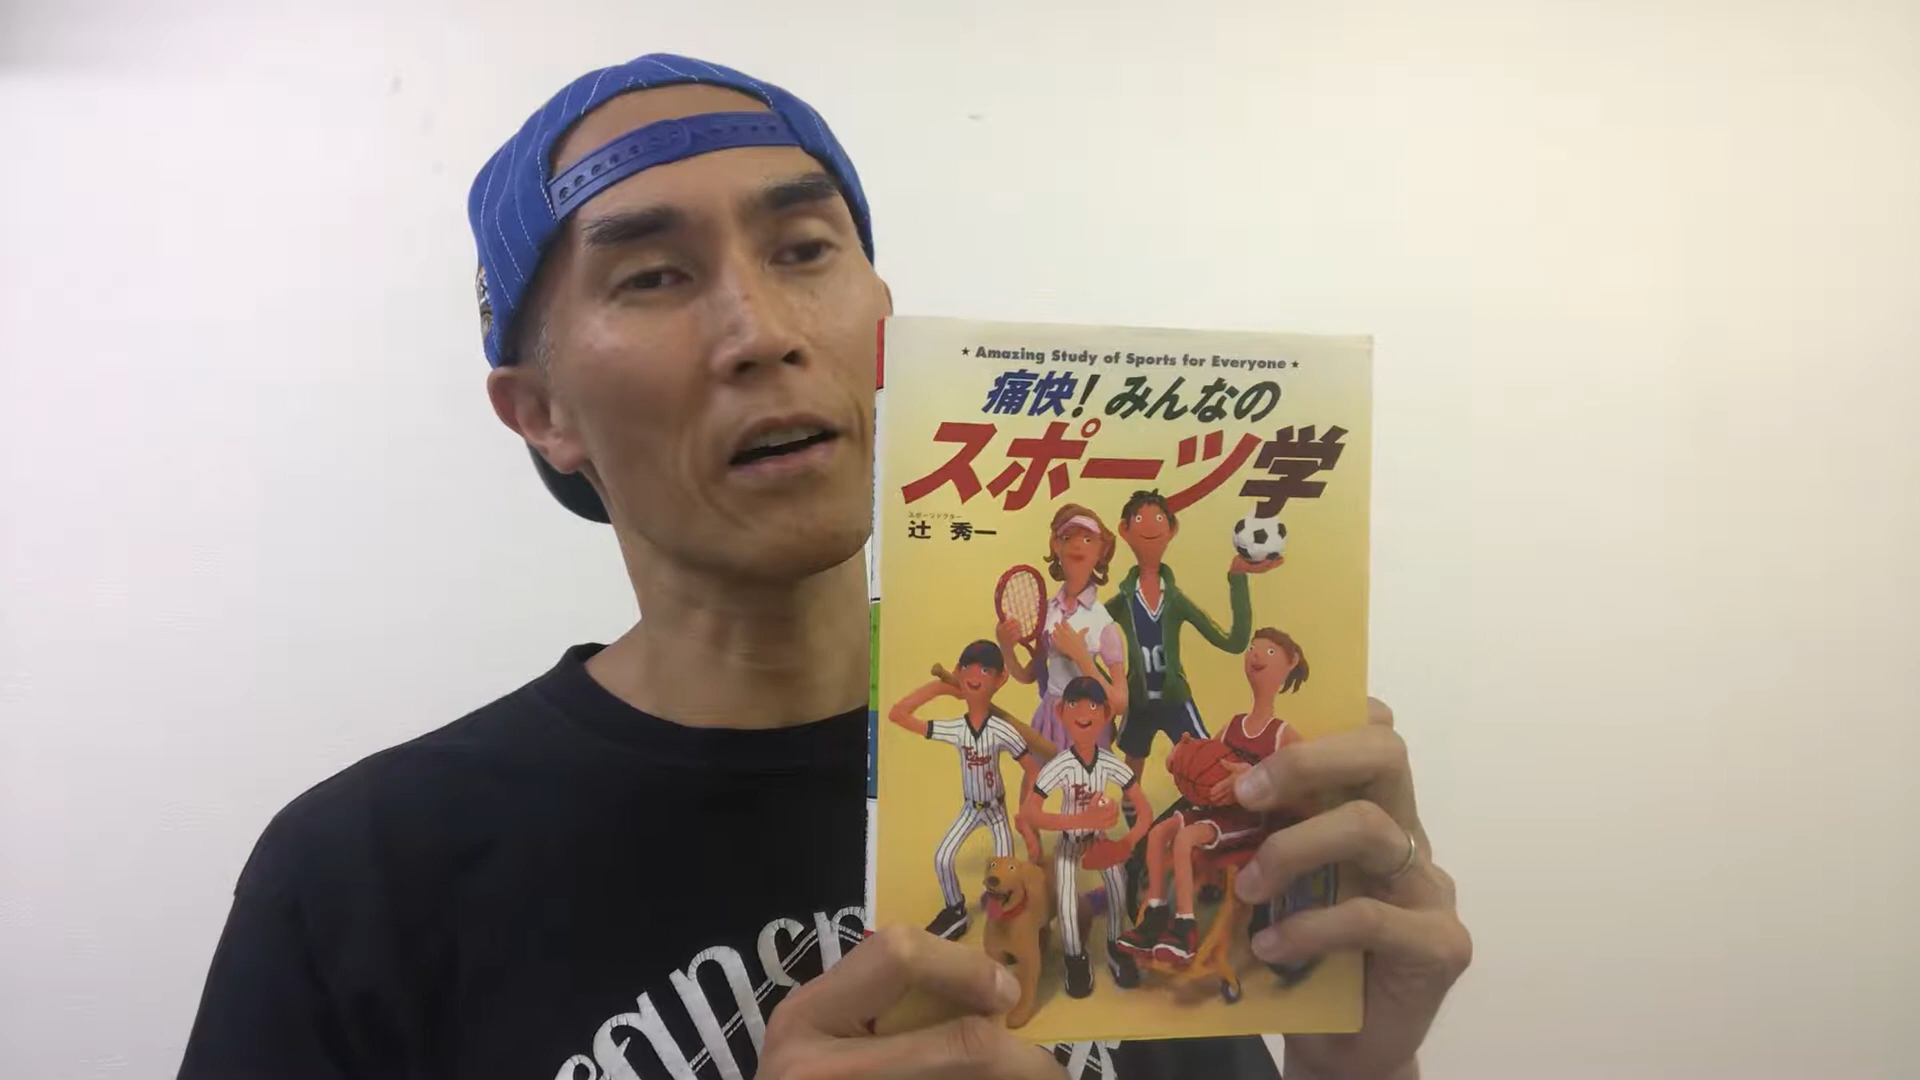 ★ Amazing Study of Sports for Everyone ★
痛快!みんなの
スポーツ学
スポーツドクター
辻 秀一